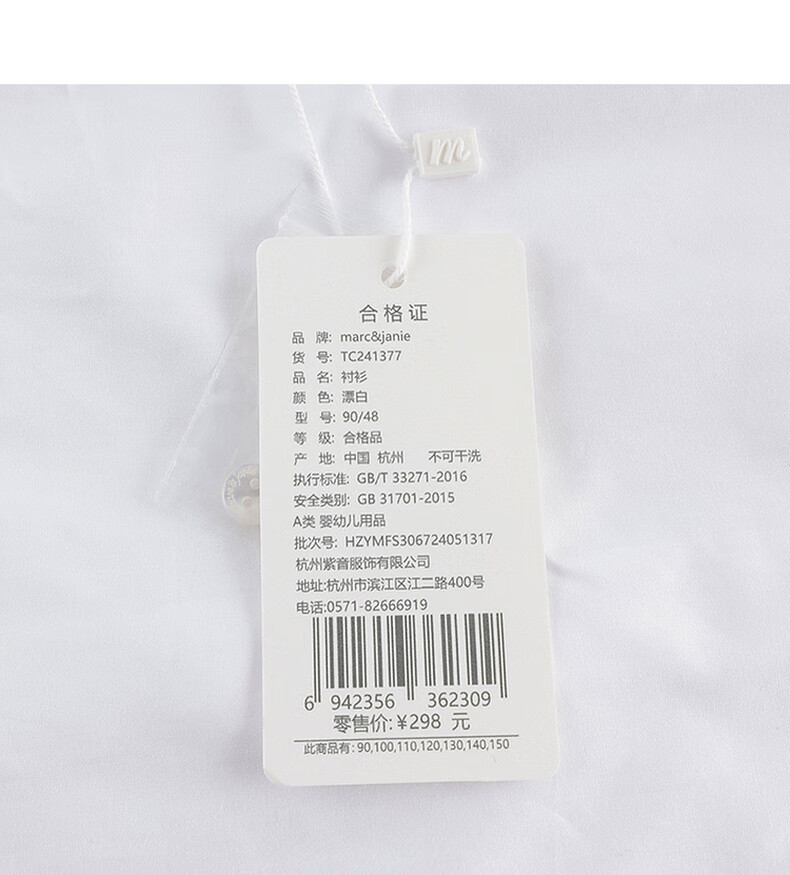 m
合格证
品 牌: marc&janie
货 号: TC241377
品 名: 衬衫
颜 色: 漂白
型 号: 90/48
等 级: 合格品
产 地: 中国 杭州 不可干洗
执行标准: GB/T 33271-2016
安全类别: GB 31701-2015
A类 婴幼儿用品
批次号: HZYMFS306724051317
杭州紫音服饰有限公司
地址:杭州市滨江区江二路400号
电话:0571-82666919
6 942356 362309
零售价:¥298 元
此商品有: 90,100,110,120,130,140,150